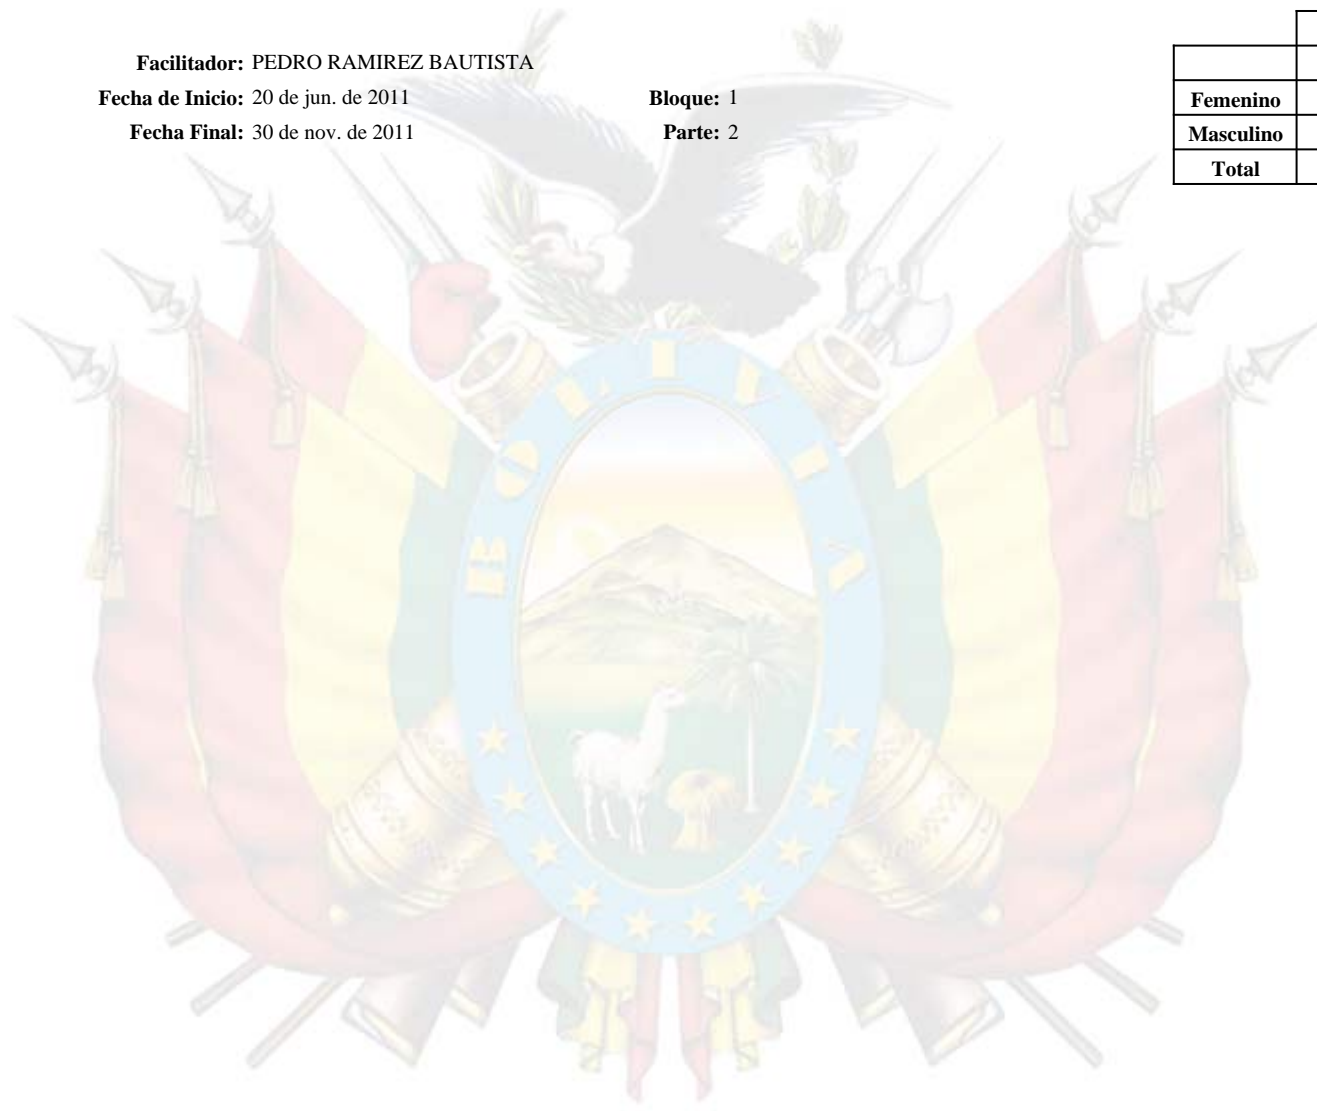 Facilitador: PEDRO RAMIREZ BAUTISTA
Fecha de Inicio: 20 de jun. de 2011 Bloque: 1
Fecha Final: 30 de nov. de 2011 Parte: 2
Femenino
Masculino
Total
BOLIVIA